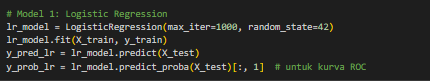 # Model 1: Logistic Regression
lr_model = LogisticRegression(max_iter=1000, random_state=42)
lr_model.fit(X_train, y_train)
y_pred_lr = lr_model.predict(X_test)
y_prob_lr = lr_model.predict_proba(X_test)[:, 1]  # untuk kurva ROC